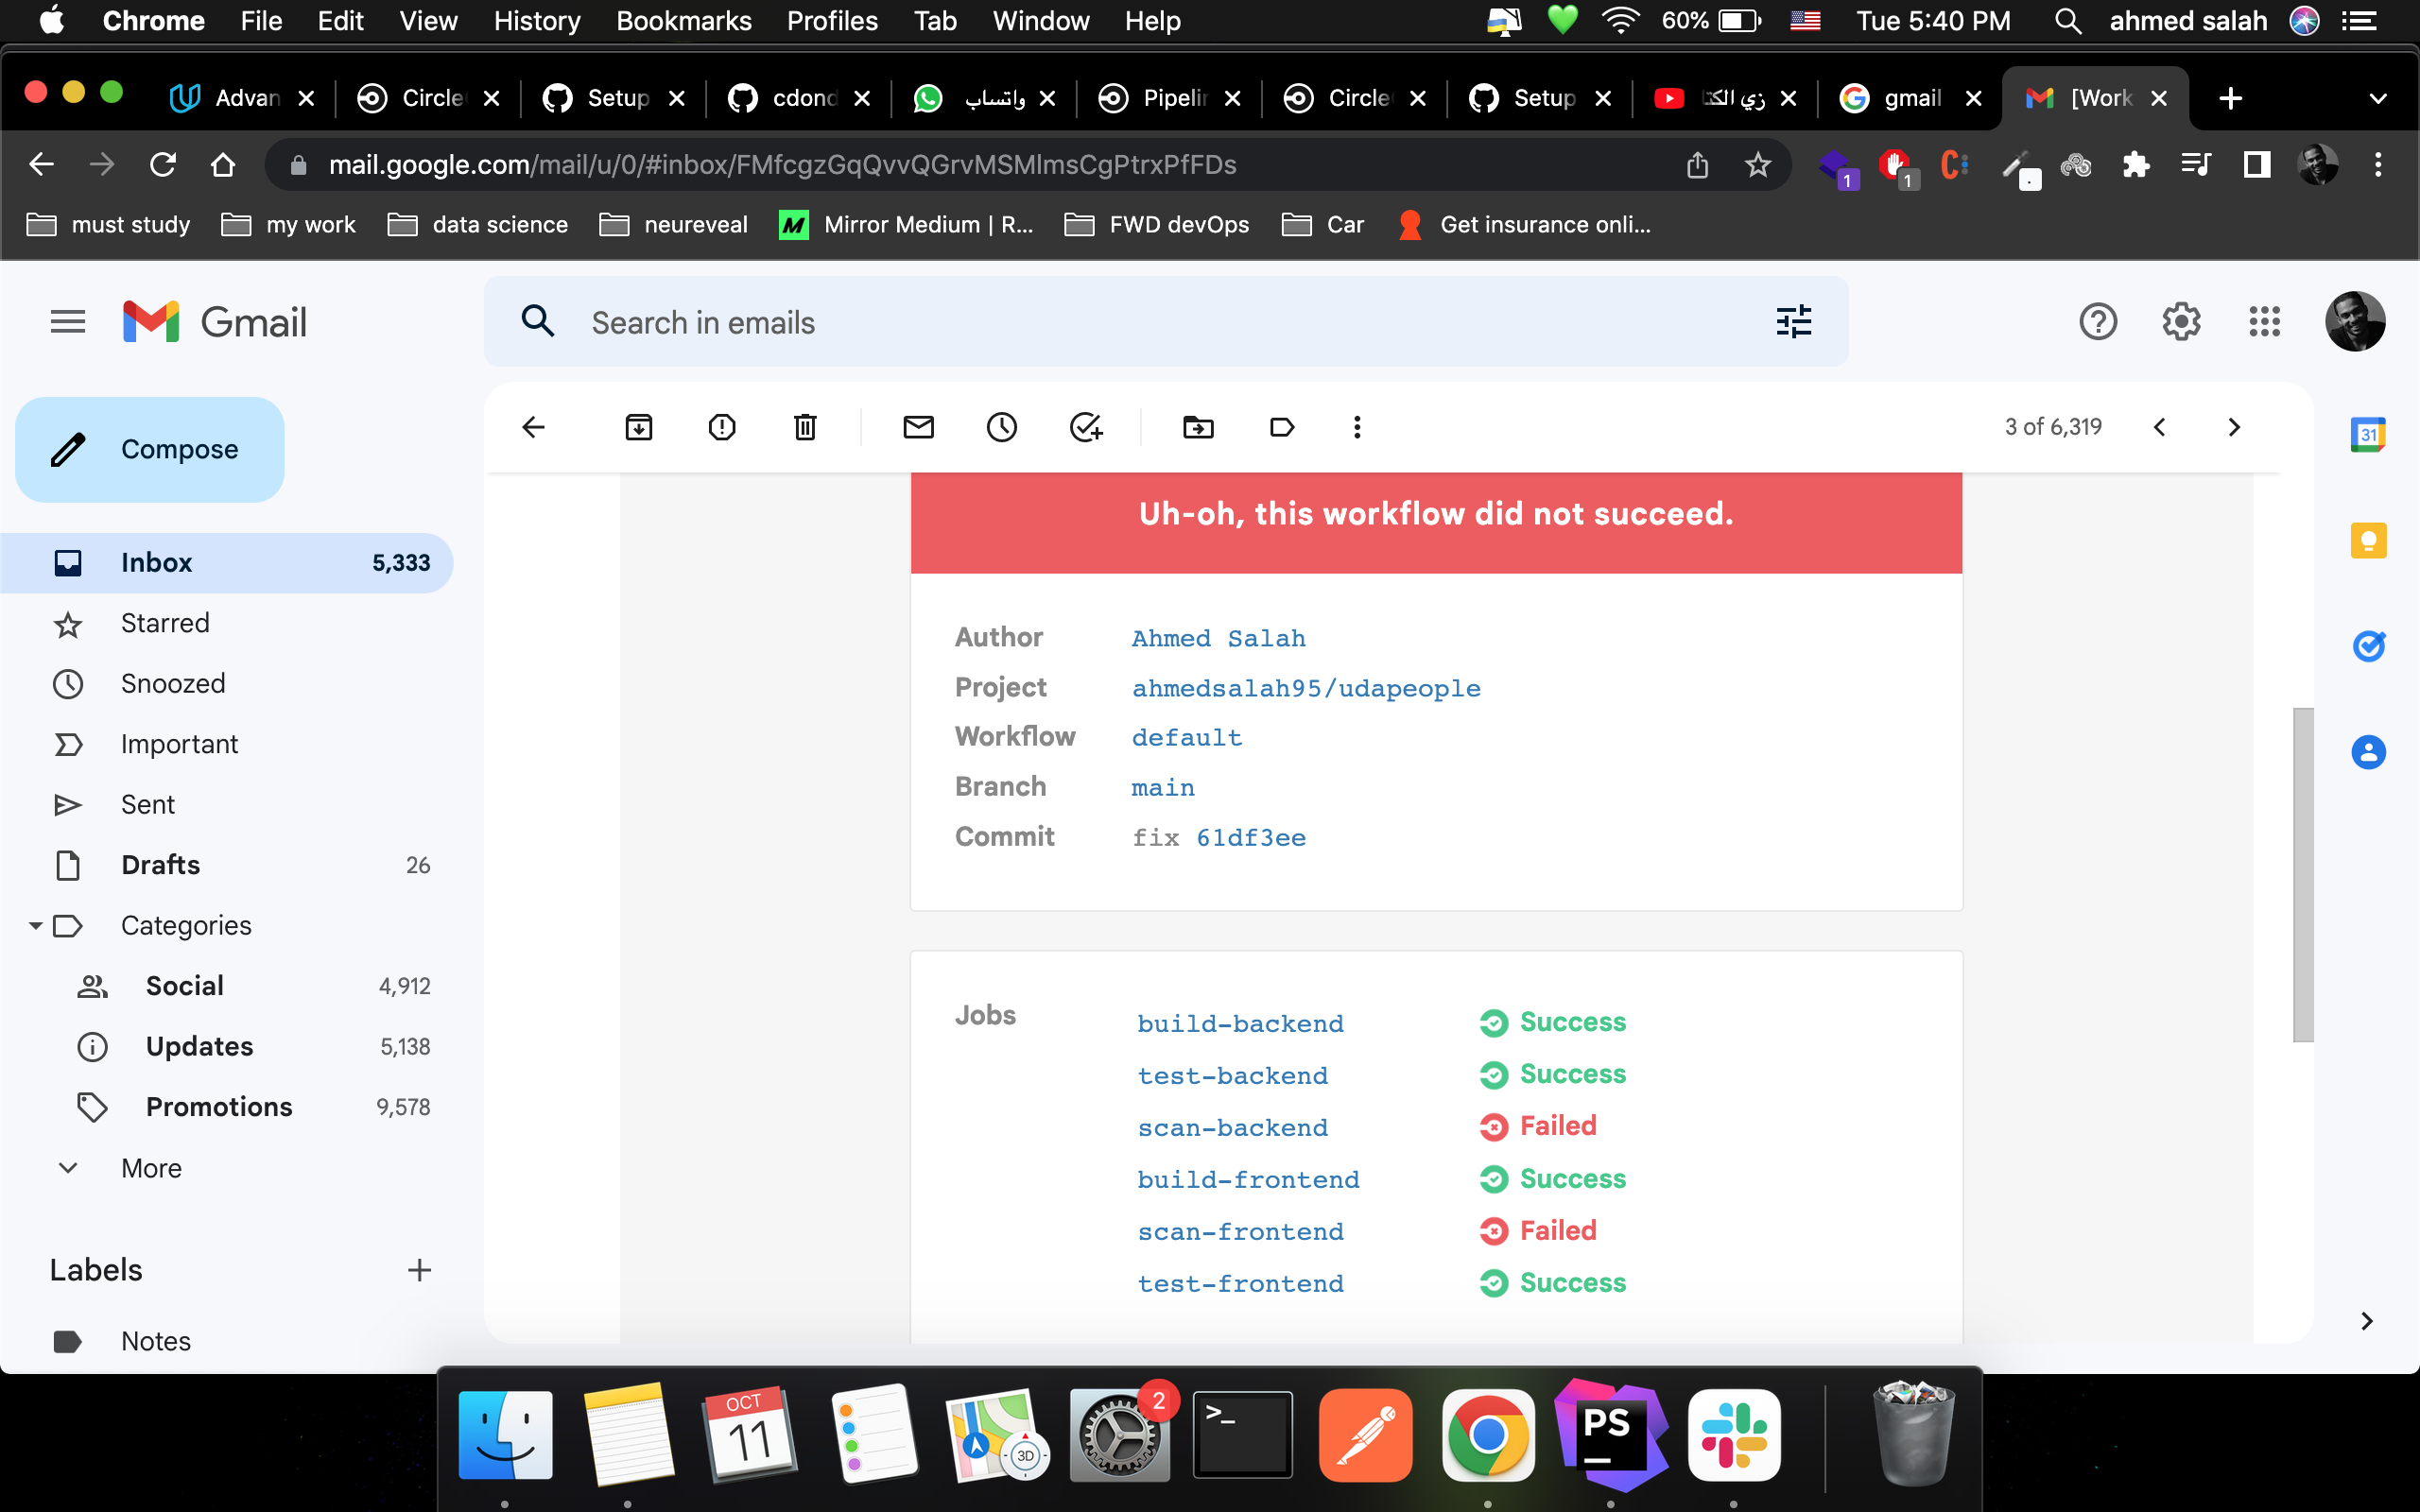 Chrome File Edit View History Bookmarks Profiles Tab Window Help 60% Tue 5:40 PM ahmed salah
Advan Circle Setup cdond واتساب Pipelin Circle Setup زي الكتا gmail [Work
mail.google.com/mail/u/0/#inbox/FMfcgzGqQvvQGrvMSMlmsCgPtrxPfFDs 1 1
must study my work data science neureveal M Mirror Medium | R... FWD devOps Car Get insurance onli...
Gmail
Search in emails
Compose
3 of 6,319
31
Inbox 5,333
Starred
Snoozed
Important
Sent
Drafts 26
Categories
Social 4,912
Updates 5,138
Promotions 9,578
More
Labels
Notes
Uh-oh, this workflow did not succeed.
Author Ahmed Salah
Project ahmedsalah95/udapeople
Workflow default
Branch main
Commit fix 61df3ee
Jobs
build-backend Success
test-backend Success
scan-backend Failed
build-frontend Success
scan-frontend Failed
test-frontend Success
OCT
11
3D
2
>_
PS